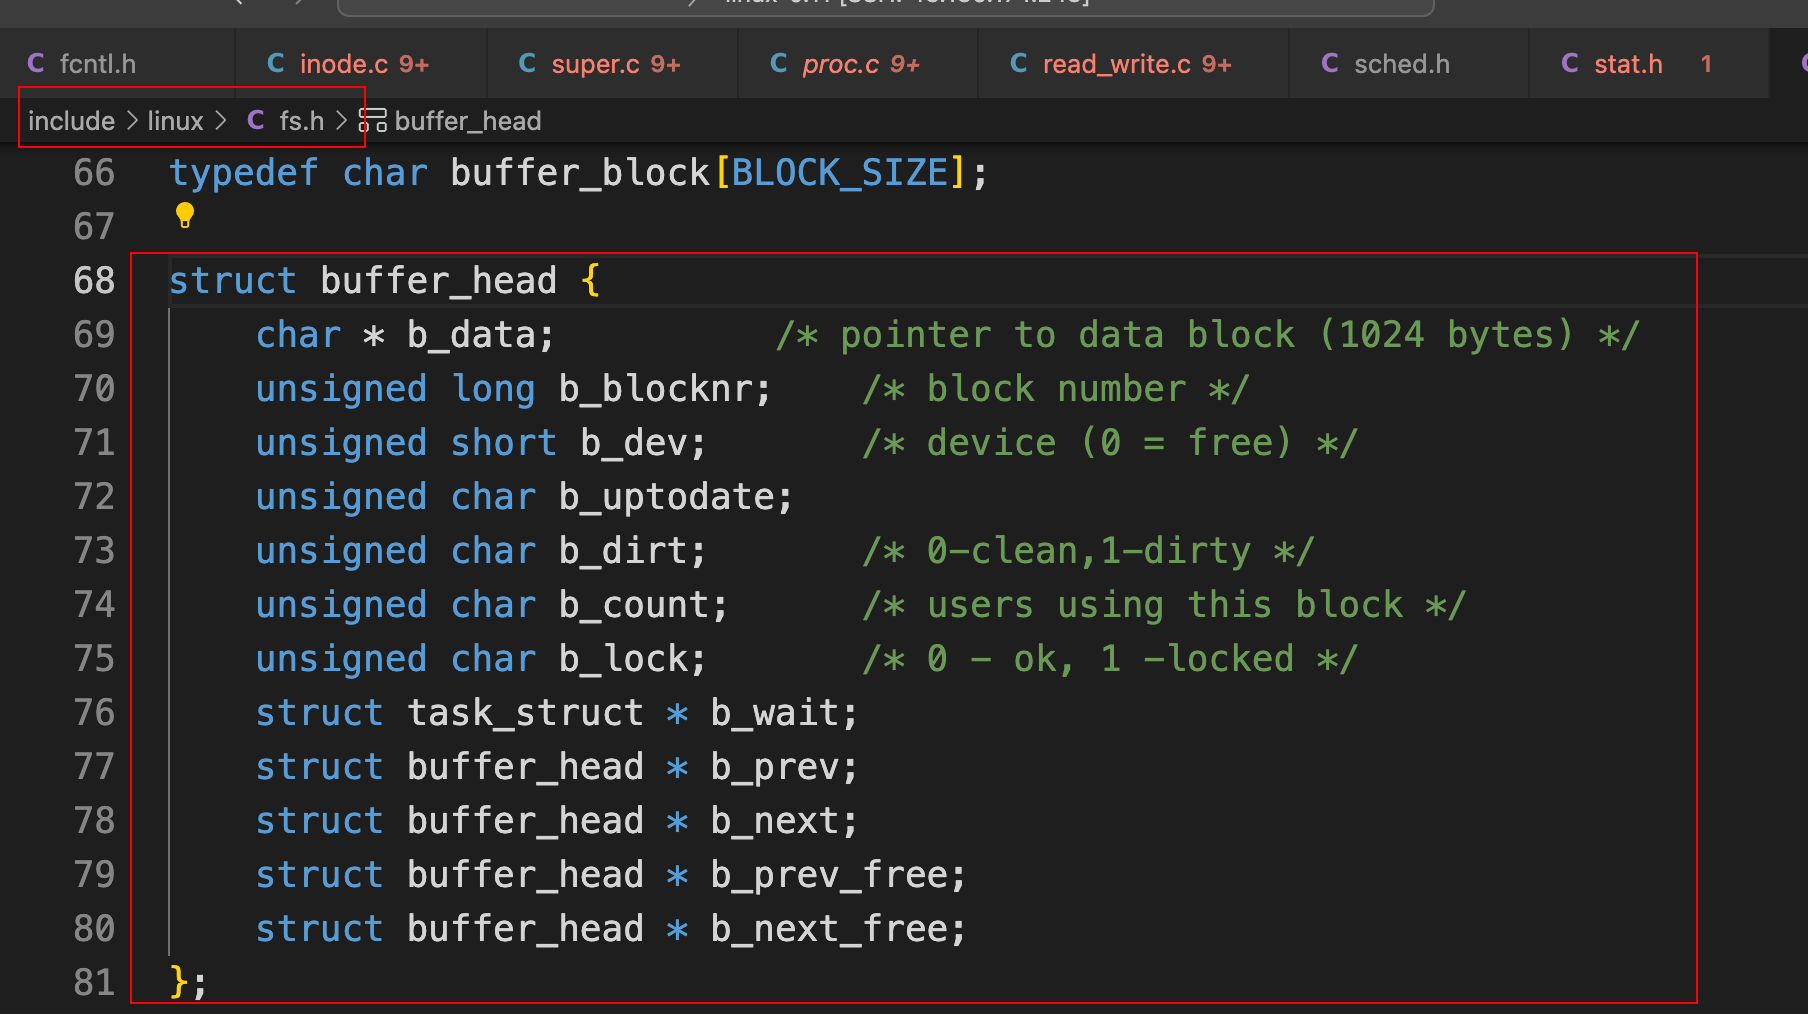 fcntl.h inode.c 9+ super.c 9+ proc.c 9+ read_write.c 9+ sched.h stat.h 1
include > linux > C fs.h > buffer_head
66 typedef char buffer_block[BLOCK_SIZE];
67
68 struct buffer_head {
69 char * b_data; /* pointer to data block (1024 bytes) */
70 unsigned long b_blocknr; /* block number */
71 unsigned short b_dev; /* device (0 = free) */
72 unsigned char b_uptodate;
73 unsigned char b_dirt; /* 0-clean,1-dirty */
74 unsigned char b_count; /* users using this block */
75 unsigned char b_lock; /* 0 - ok, 1 -locked */
76 struct task_struct * b_wait;
77 struct buffer_head * b_prev;
78 struct buffer_head * b_next;
79 struct buffer_head * b_prev_free;
80 struct buffer_head * b_next_free;
81 };